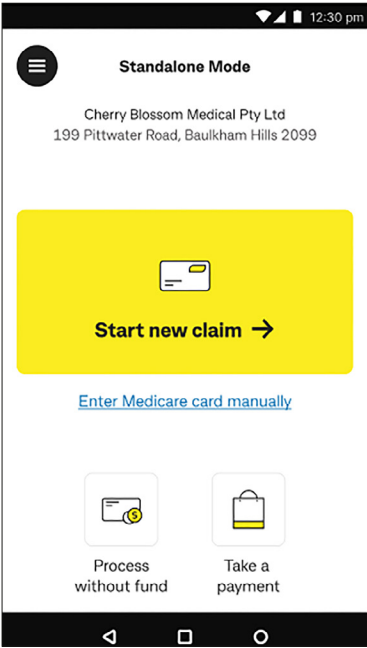 12:30 pm
Standalone Mode
Cherry Blossom Medical Pty Ltd
199 Pittwater Road, Baulkham Hills 2099
Start new claim →
Enter Medicare card manually
$
Process
without fund
Take a
payment